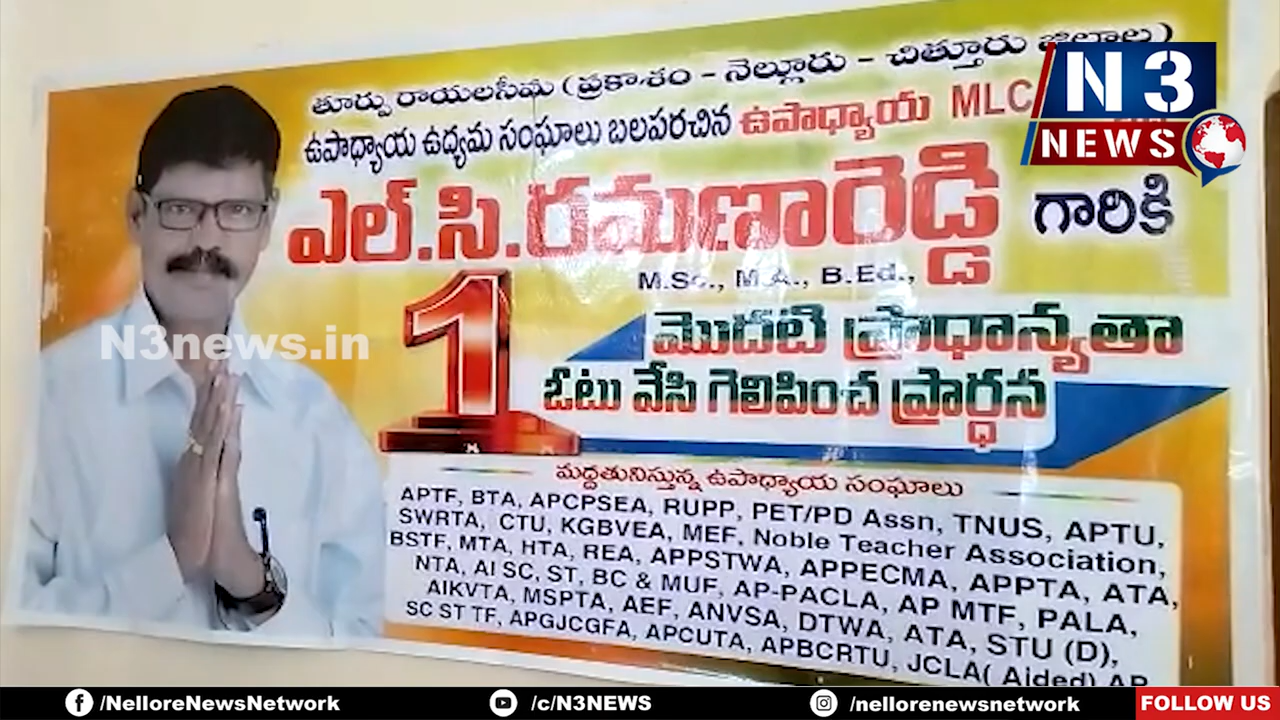 తూర్పు రాయలసీమ (ప్రకాశం - నెల్లూరు - చిత్తూరు జిల్లాల)
ఉపాధ్యాయ ఉద్యమ సంఘాలు బలపరచిన ఉపాధ్యాయ MLC
ఎల్.సి.రమణారెడ్డి గారికి
M.Sc., M.A., B.Ed.,
1 మొదటి ప్రాధాన్యతా
ఓటు వేసి గెలిపించ ప్రార్ధన
మద్దతునిస్తున్న ఉపాధ్యాయ సంఘాలు
APTF, BTA, APCPSEA, RUPP, PET/PD Assn, TNUS, APTU,
SWRTA, CTU, KGBVEA, MEF, Noble Teacher Association,
BSTF, MTA, HTA, REA, APPSTWA, APPECMA, APPTA, ATA,
NTA, AI SC, ST, BC & MUF, AP-PACLA, AP MTF, PALA,
AIKVTA, MSPTA, AEF, ANVSA, DTWA, ATA, STU (D),
SC ST TF, APGJCGFA, APCUTA, APBCRTU, JCLA( Aided) AP
N3
NEWS
N3news.in
/NelloreNewsNetwork
/c/N3NEWS
/nellorenewsnetwork
FOLLOW US